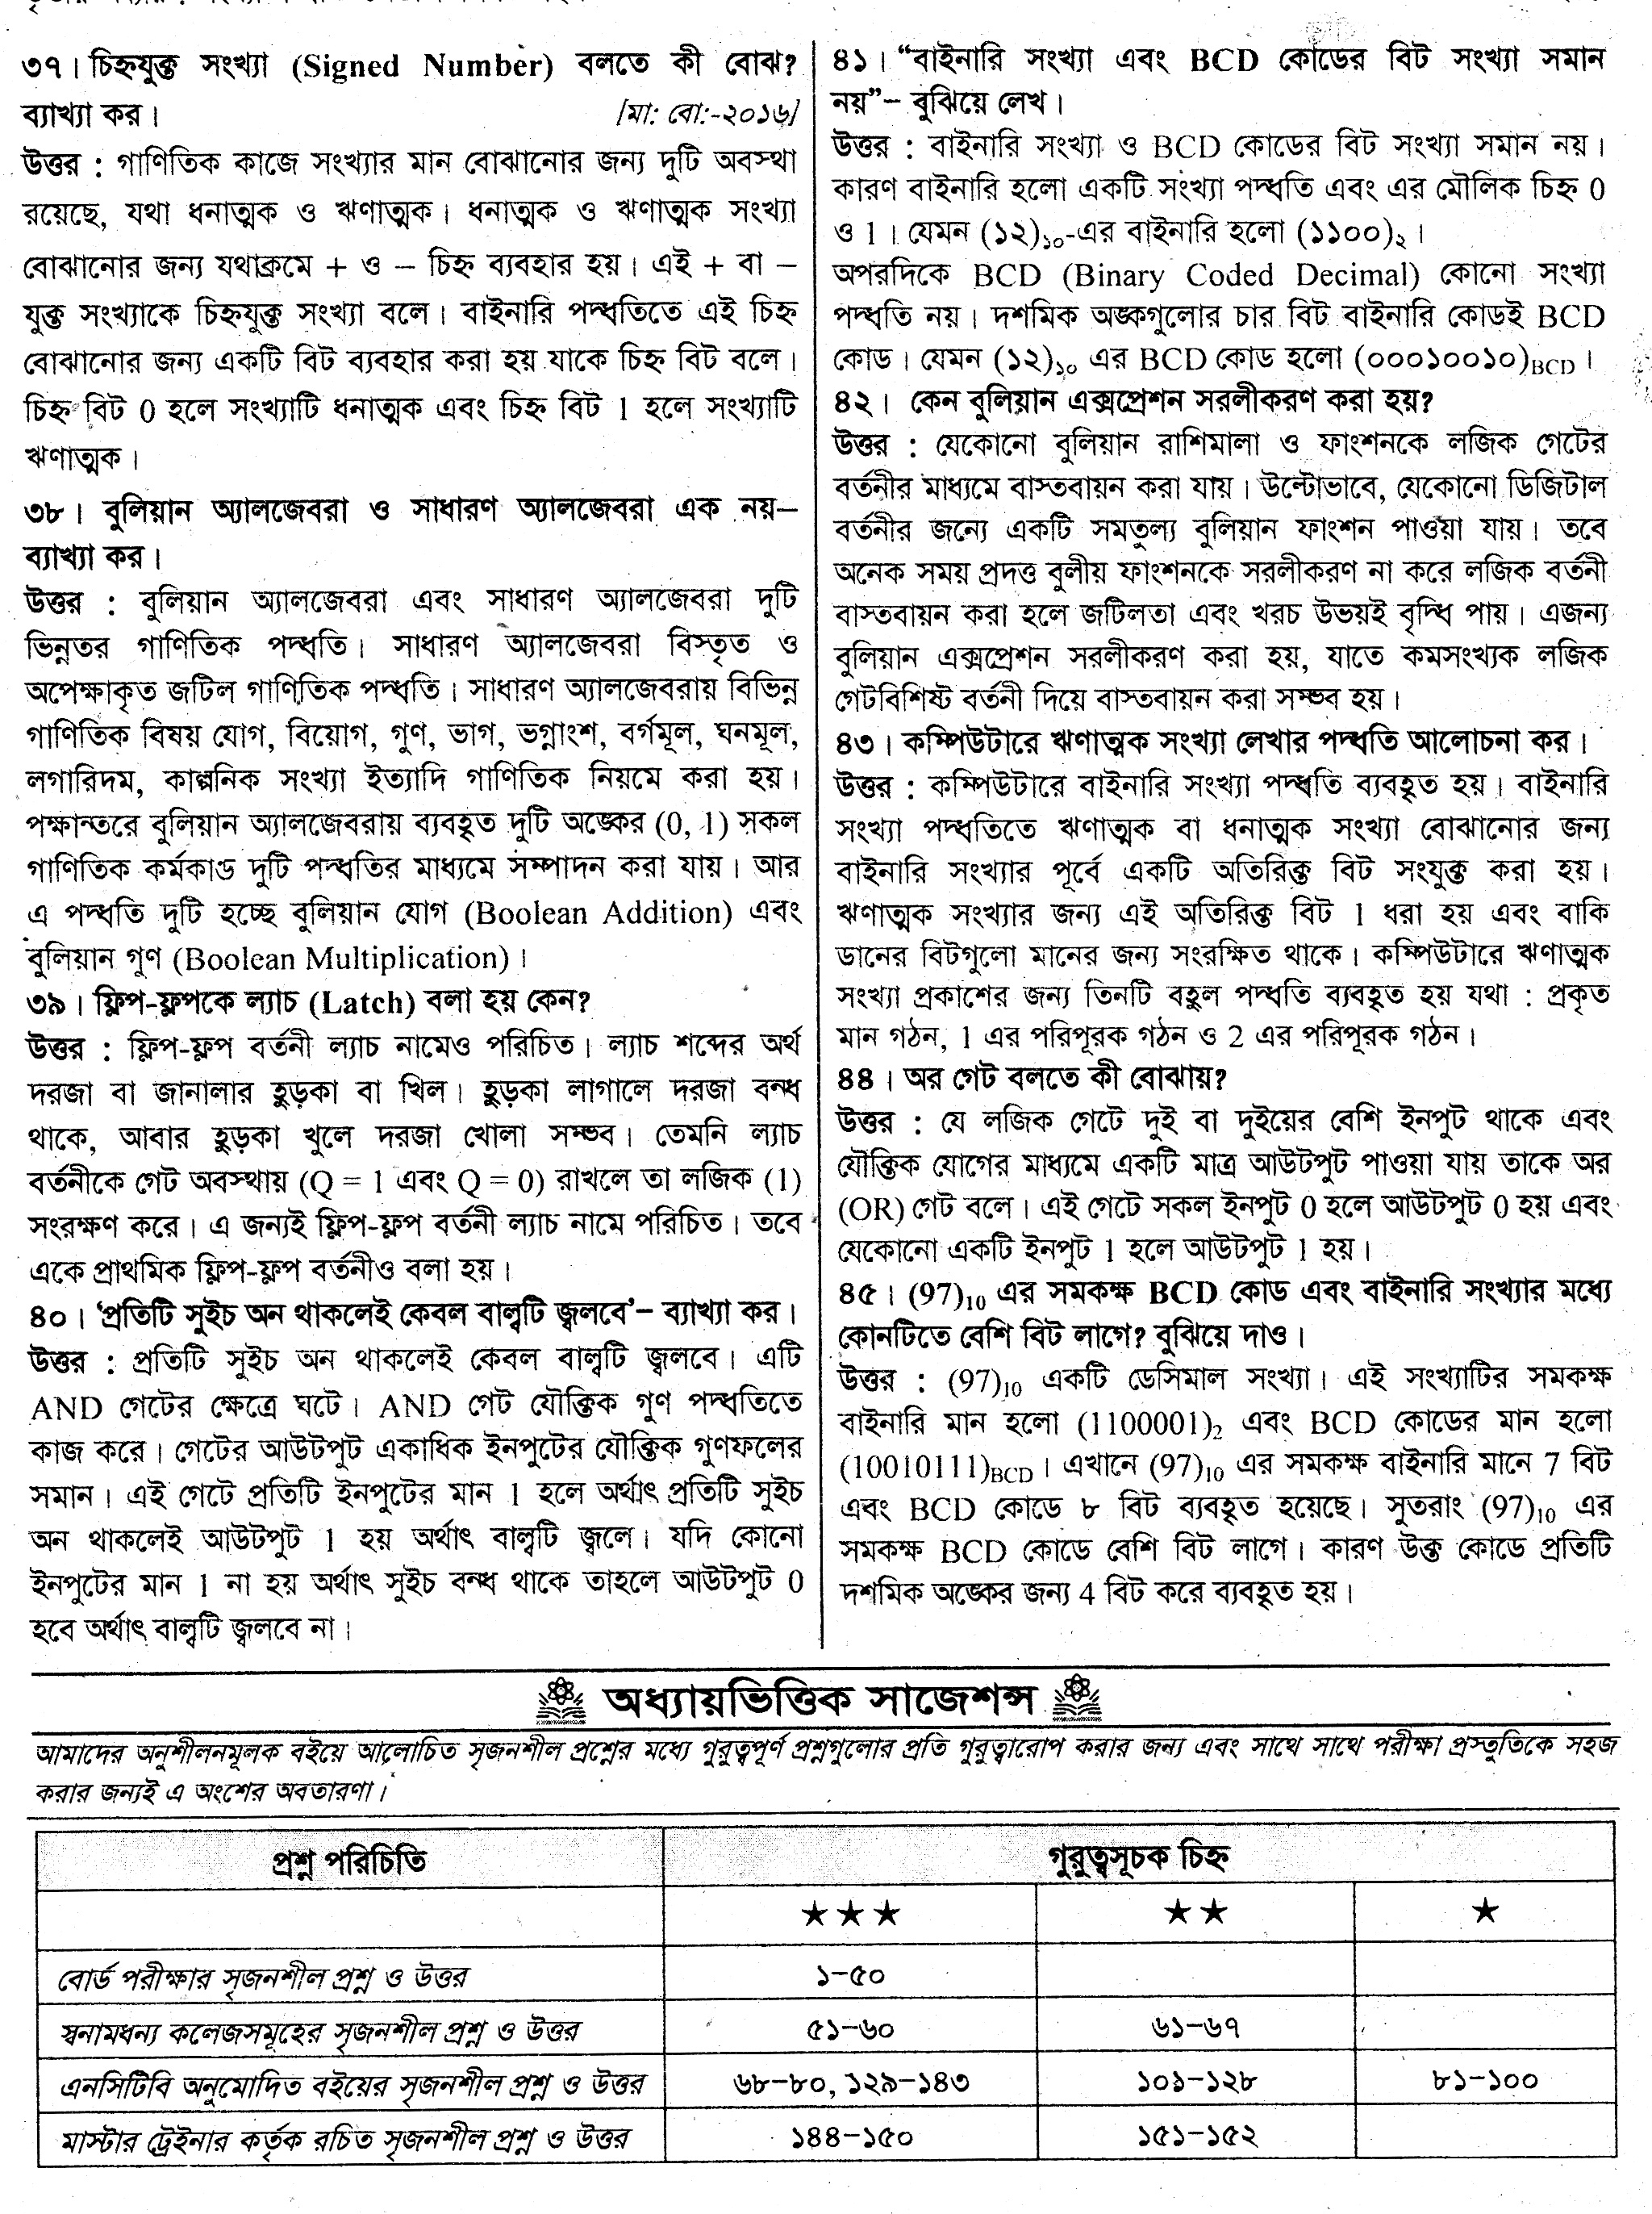 ৩৭। চিহ্নযুক্ত সংখ্যা (Signed Number) বলতে কী বোঝ?
ব্যাখ্যা কর। [মা: বো:-২০১৬]
উত্তর : গাণিতিক কাজে সংখ্যার মান বোঝানোর জন্য দুটি অবস্থা
রয়েছে, যথা ধনাত্মক ও ঋণাত্মক। ধনাত্মক ও ঋণাত্মক সংখ্যা
বোঝানোর জন্য যথাক্রমে + ও – চিহ্ন ব্যবহার হয়। এই + বা –
যুক্ত সংখ্যাকে চিহ্নযুক্ত সংখ্যা বলে। বাইনারি পদ্ধতিতে এই চিহ্ন
বোঝানোর জন্য একটি বিট ব্যবহার করা হয় যাকে চিহ্ন বিট বলে।
চিহ্ন বিট 0 হলে সংখ্যাটি ধনাত্মক এবং চিহ্ন বিট 1 হলে সংখ্যাটি
ঋণাত্মক।
৩৮। বুলিয়ান অ্যালজেবরা ও সাধারণ অ্যালজেবরা এক নয়–
ব্যাখ্যা কর।
উত্তর : বুলিয়ান অ্যালজেবরা এবং সাধারণ অ্যালজেবরা দুটি
ভিন্নতর গাণিতিক পদ্ধতি। সাধারণ অ্যালজেবরা বিস্তৃত ও
অপেক্ষাকৃত জটিল গাণিতিক পদ্ধতি। সাধারণ অ্যালজেবরায় বিভিন্ন
গাণিতিক বিষয় যোগ, বিয়োগ, গুণ, ভাগ, ভগ্নাংশ, বর্গমূল, ঘনমূল,
লগারিদম, কাল্পনিক সংখ্যা ইত্যাদি গাণিতিক নিয়মে করা হয়।
পক্ষান্তরে বুলিয়ান অ্যালজেবরায় ব্যবহৃত দুটি অঙ্কের (0, 1) সকল
গাণিতিক কর্মকাণ্ড দুটি পদ্ধতির মাধ্যমে সম্পাদন করা যায়। আর
এ পদ্ধতি দুটি হচ্ছে বুলিয়ান যোগ (Boolean Addition) এবং
বুলিয়ান গুণ (Boolean Multiplication)।
৩৯। ফ্লিপ-ফ্লপকে ল্যাচ (Latch) বলা হয় কেন?
উত্তর : ফ্লিপ-ফ্লপ বর্তনী ল্যাচ নামেও পরিচিত। ল্যাচ শব্দের অর্থ
দরজা বা জানালার হুড়কা বা খিল। হুড়কা লাগালে দরজা বন্ধ
থাকে, আবার হুড়কা খুলে দরজা খোলা সম্ভব। তেমনি ল্যাচ
বর্তনীকে গেট অবস্থায় (Q = 1 এবং Q = 0) রাখলে তা লজিক (1)
সংরক্ষণ করে। এ জন্যই ফ্লিপ-ফ্লপ বর্তনী ল্যাচ নামে পরিচিত। তবে
একে প্রাথমিক ফ্লিপ-ফ্লপ বর্তনীও বলা হয়।
৪০। ‘প্রতিটি সুইচ অন থাকলেই কেবল বাল্বটি জ্বলবে’– ব্যাখ্যা কর।
উত্তর : প্রতিটি সুইচ অন থাকলেই কেবল বাল্বটি জ্বলবে। এটি
AND গেটের ক্ষেত্রে ঘটে। AND গেট যৌক্তিক গুণ পদ্ধতিতে
কাজ করে। গেটের আউটপুট একাধিক ইনপুটের যৌক্তিক গুণফলের
সমান। এই গেটে প্রতিটি ইনপুটের মান 1 হলে অর্থাৎ প্রতিটি সুইচ
অন থাকলেই আউটপুট 1 হয় অর্থাৎ বাল্বটি জ্বলে। যদি কোনো
ইনপুটের মান 1 না হয় অর্থাৎ সুইচ বন্ধ থাকে তাহলে আউটপুট 0
হবে অর্থাৎ বাল্বটি জ্বলবে না।
৪১। “বাইনারি সংখ্যা এবং BCD কোডের বিট সংখ্যা সমান
নয়”– বুঝিয়ে লেখ।
উত্তর : বাইনারি সংখ্যা ও BCD কোডের বিট সংখ্যা সমান নয়।
কারণ বাইনারি হলো একটি সংখ্যা পদ্ধতি এবং এর মৌলিক চিহ্ন 0
ও 1। যেমন (১২)₁₀-এর বাইনারি হলো (১১০০)₂।
অপরদিকে BCD (Binary Coded Decimal) কোনো সংখ্যা
পদ্ধতি নয়। দশমিক অঙ্কগুলোর চার বিট বাইনারি কোডই BCD
কোড। যেমন (১২)₁₀ এর BCD কোড হলো (০০০১০০১০)BCD।
৪২। কেন বুলিয়ান এক্সপ্রেশন সরলীকরণ করা হয়?
উত্তর : যেকোনো বুলিয়ান রাশিমালা ও ফাংশনকে লজিক গেটের
বর্তনীর মাধ্যমে বাস্তবায়ন করা যায়। উল্টোভাবে, যেকোনো ডিজিটাল
বর্তনীর জন্যে একটি সমতুল্য বুলিয়ান ফাংশন পাওয়া যায়। তবে
অনেক সময় প্রদত্ত বুলীয় ফাংশনকে সরলীকরণ না করে লজিক বর্তনী
বাস্তবায়ন করা হলে জটিলতা এবং খরচ উভয়ই বৃদ্ধি পায়। এজন্য
বুলিয়ান এক্সপ্রেশন সরলীকরণ করা হয়, যাতে কমসংখ্যক লজিক
গেটবিশিষ্ট বর্তনী দিয়ে বাস্তবায়ন করা সম্ভব হয়।
৪৩। কম্পিউটারে ঋণাত্মক সংখ্যা লেখার পদ্ধতি আলোচনা কর।
উত্তর : কম্পিউটারে বাইনারি সংখ্যা পদ্ধতি ব্যবহৃত হয়। বাইনারি
সংখ্যা পদ্ধতিতে ঋণাত্মক বা ধনাত্মক সংখ্যা বোঝানোর জন্য
বাইনারি সংখ্যার পূর্বে একটি অতিরিক্ত বিট সংযুক্ত করা হয়।
ঋণাত্মক সংখ্যার জন্য এই অতিরিক্ত বিট 1 ধরা হয় এবং বাকি
ডানের বিটগুলো মানের জন্য সংরক্ষিত থাকে। কম্পিউটারে ঋণাত্মক
সংখ্যা প্রকাশের জন্য তিনটি বহুল পদ্ধতি ব্যবহৃত হয় যথা : প্রকৃত
মান গঠন, 1 এর পরিপূরক গঠন ও 2 এর পরিপূরক গঠন।
৪৪। অর গেট বলতে কী বোঝায়?
উত্তর : যে লজিক গেটে দুই বা দুইয়ের বেশি ইনপুট থাকে এবং
যৌক্তিক যোগের মাধ্যমে একটি মাত্র আউটপুট পাওয়া যায় তাকে অর
(OR) গেট বলে। এই গেটে সকল ইনপুট 0 হলে আউটপুট 0 হয় এবং
যেকোনো একটি ইনপুট 1 হলে আউটপুট 1 হয়।
৪৫। (97)₁₀ এর সমকক্ষ BCD কোড এবং বাইনারি সংখ্যার মধ্যে
কোনটিতে বেশি বিট লাগে? বুঝিয়ে দাও।
উত্তর : (97)₁₀ একটি ডেসিমাল সংখ্যা। এই সংখ্যাটির সমকক্ষ
বাইনারি মান হলো (1100001)₂ এবং BCD কোডের মান হলো
(10010111)BCD। এখানে (97)₁₀ এর সমকক্ষ বাইনারি মানে 7 বিট
এবং BCD কোডে ৮ বিট ব্যবহৃত হয়েছে। সুতরাং (97)₁₀ এর
সমকক্ষ BCD কোডে বেশি বিট লাগে। কারণ উক্ত কোডে প্রতিটি
দশমিক অঙ্কের জন্য 4 বিট করে ব্যবহৃত হয়।
অধ্যায়ভিত্তিক সাজেশন্স
আমাদের অনুশীলনমূলক বইয়ে আলোচিত সৃজনশীল প্রশ্নের মধ্যে গুরুত্বপূর্ণ প্রশ্নগুলোর প্রতি গুরুত্বারোপ করার জন্য এবং সাথে সাথে পরীক্ষা প্রস্তুতিকে সহজ
করার জন্যই এ অংশের অবতারণা।
প্রশ্ন পরিচিতি গুরুত্বসূচক চিহ্ন
★★★ ★★ ★
বোর্ড পরীক্ষার সৃজনশীল প্রশ্ন ও উত্তর ১–৫০
স্বনামধন্য কলেজসমূহের সৃজনশীল প্রশ্ন ও উত্তর ৫১–৬০ ৬১–৬৭
এনসিটিবি অনুমোদিত বইয়ের সৃজনশীল প্রশ্ন ও উত্তর ৬৮–৮০, ১২৯–১৪৩ ১০১–১২৮ ৮১–১০০
মাস্টার ট্রেইনার কর্তৃক রচিত সৃজনশীল প্রশ্ন ও উত্তর ১৪৪–১৫০ ১৫১–১৫২